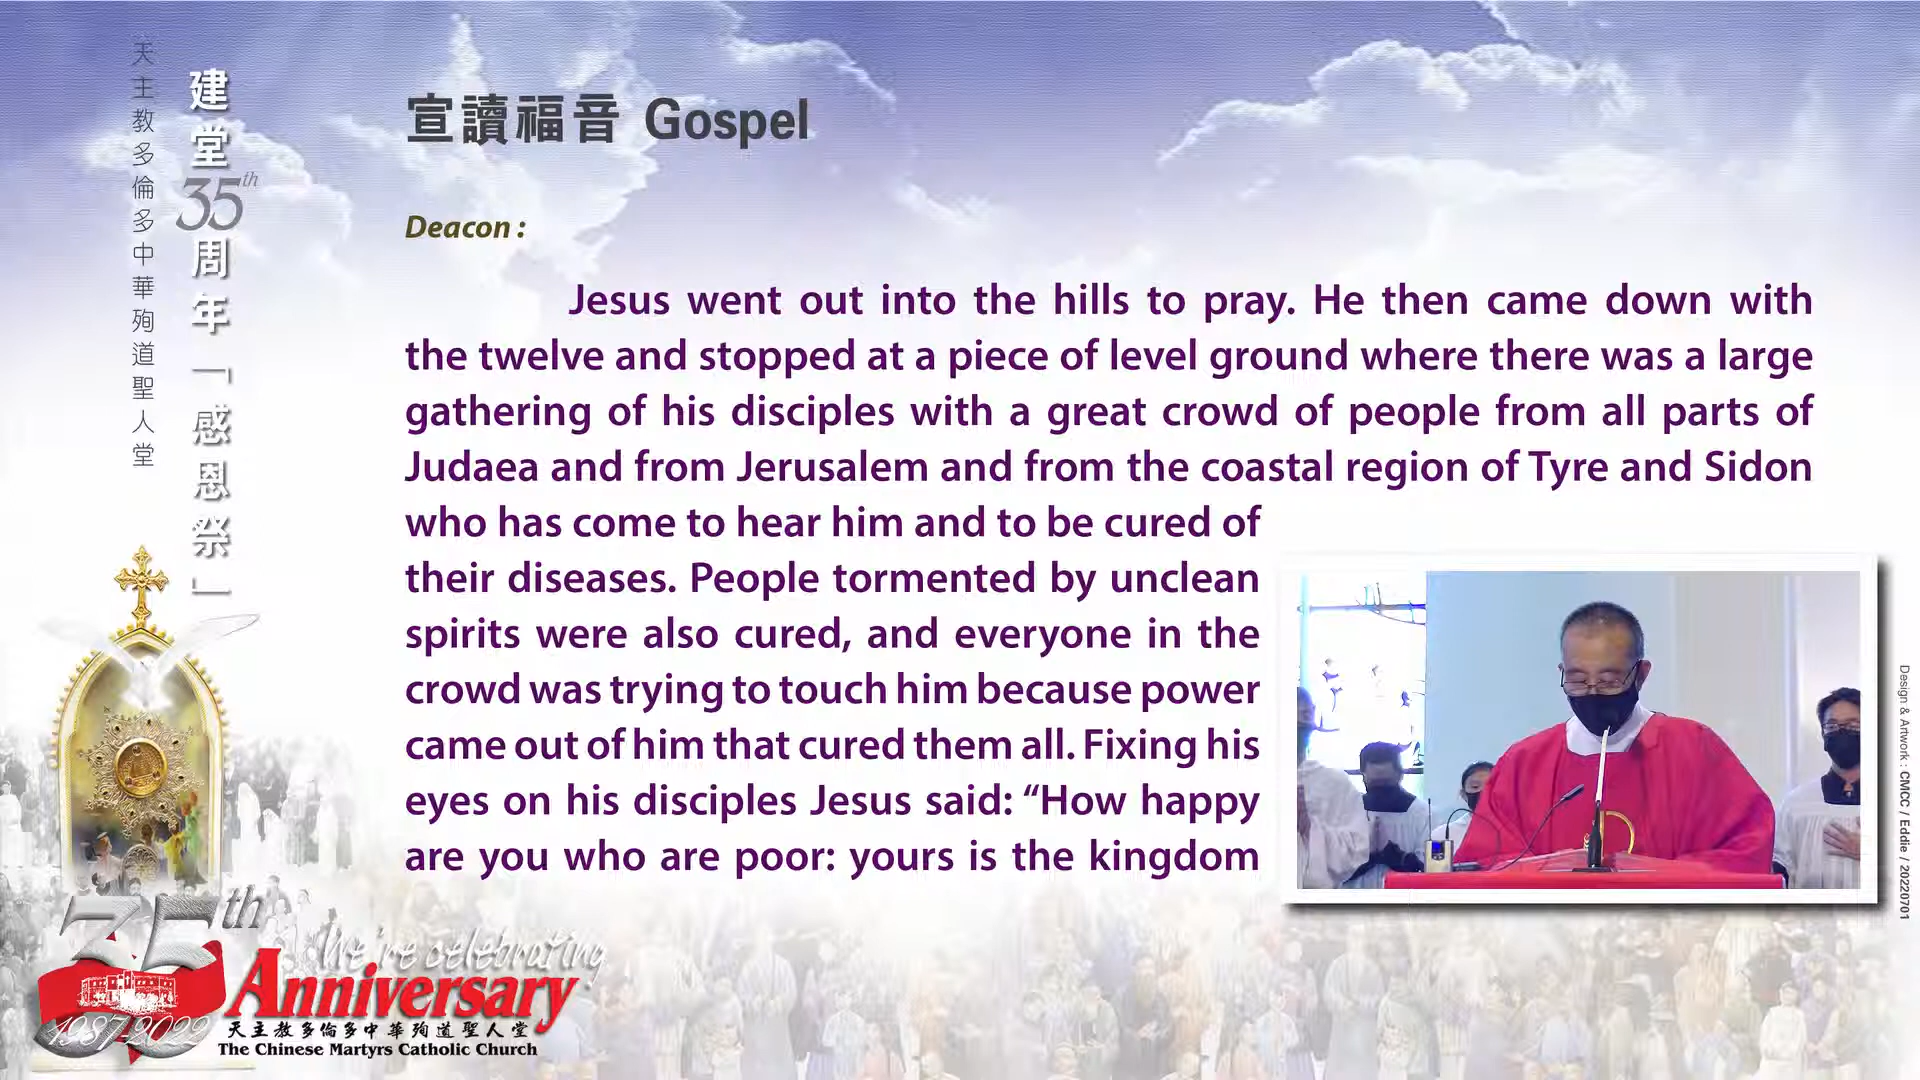 天主教多倫多中華殉道聖人堂
建堂35th周年「感恩祭」
宣讀福音 Gospel
Deacon :
Jesus went out into the hills to pray. He then came down with
the twelve and stopped at a piece of level ground where there was a large
gathering of his disciples with a great crowd of people from all parts of
Judaea and from Jerusalem and from the coastal region of Tyre and Sidon
who has come to hear him and to be cured of
their diseases. People tormented by unclean
spirits were also cured, and everyone in the
crowd was trying to touch him because power
came out of him that cured them all. Fixing his
eyes on his disciples Jesus said: “How happy
are you who are poor: yours is the kingdom
Design & Artwork : CMCC / Eddie / 20220701
35th
We're celebrating
Anniversary
1987-2022
天主教多倫多中華殉道聖人堂
The Chinese Martyrs Catholic Church